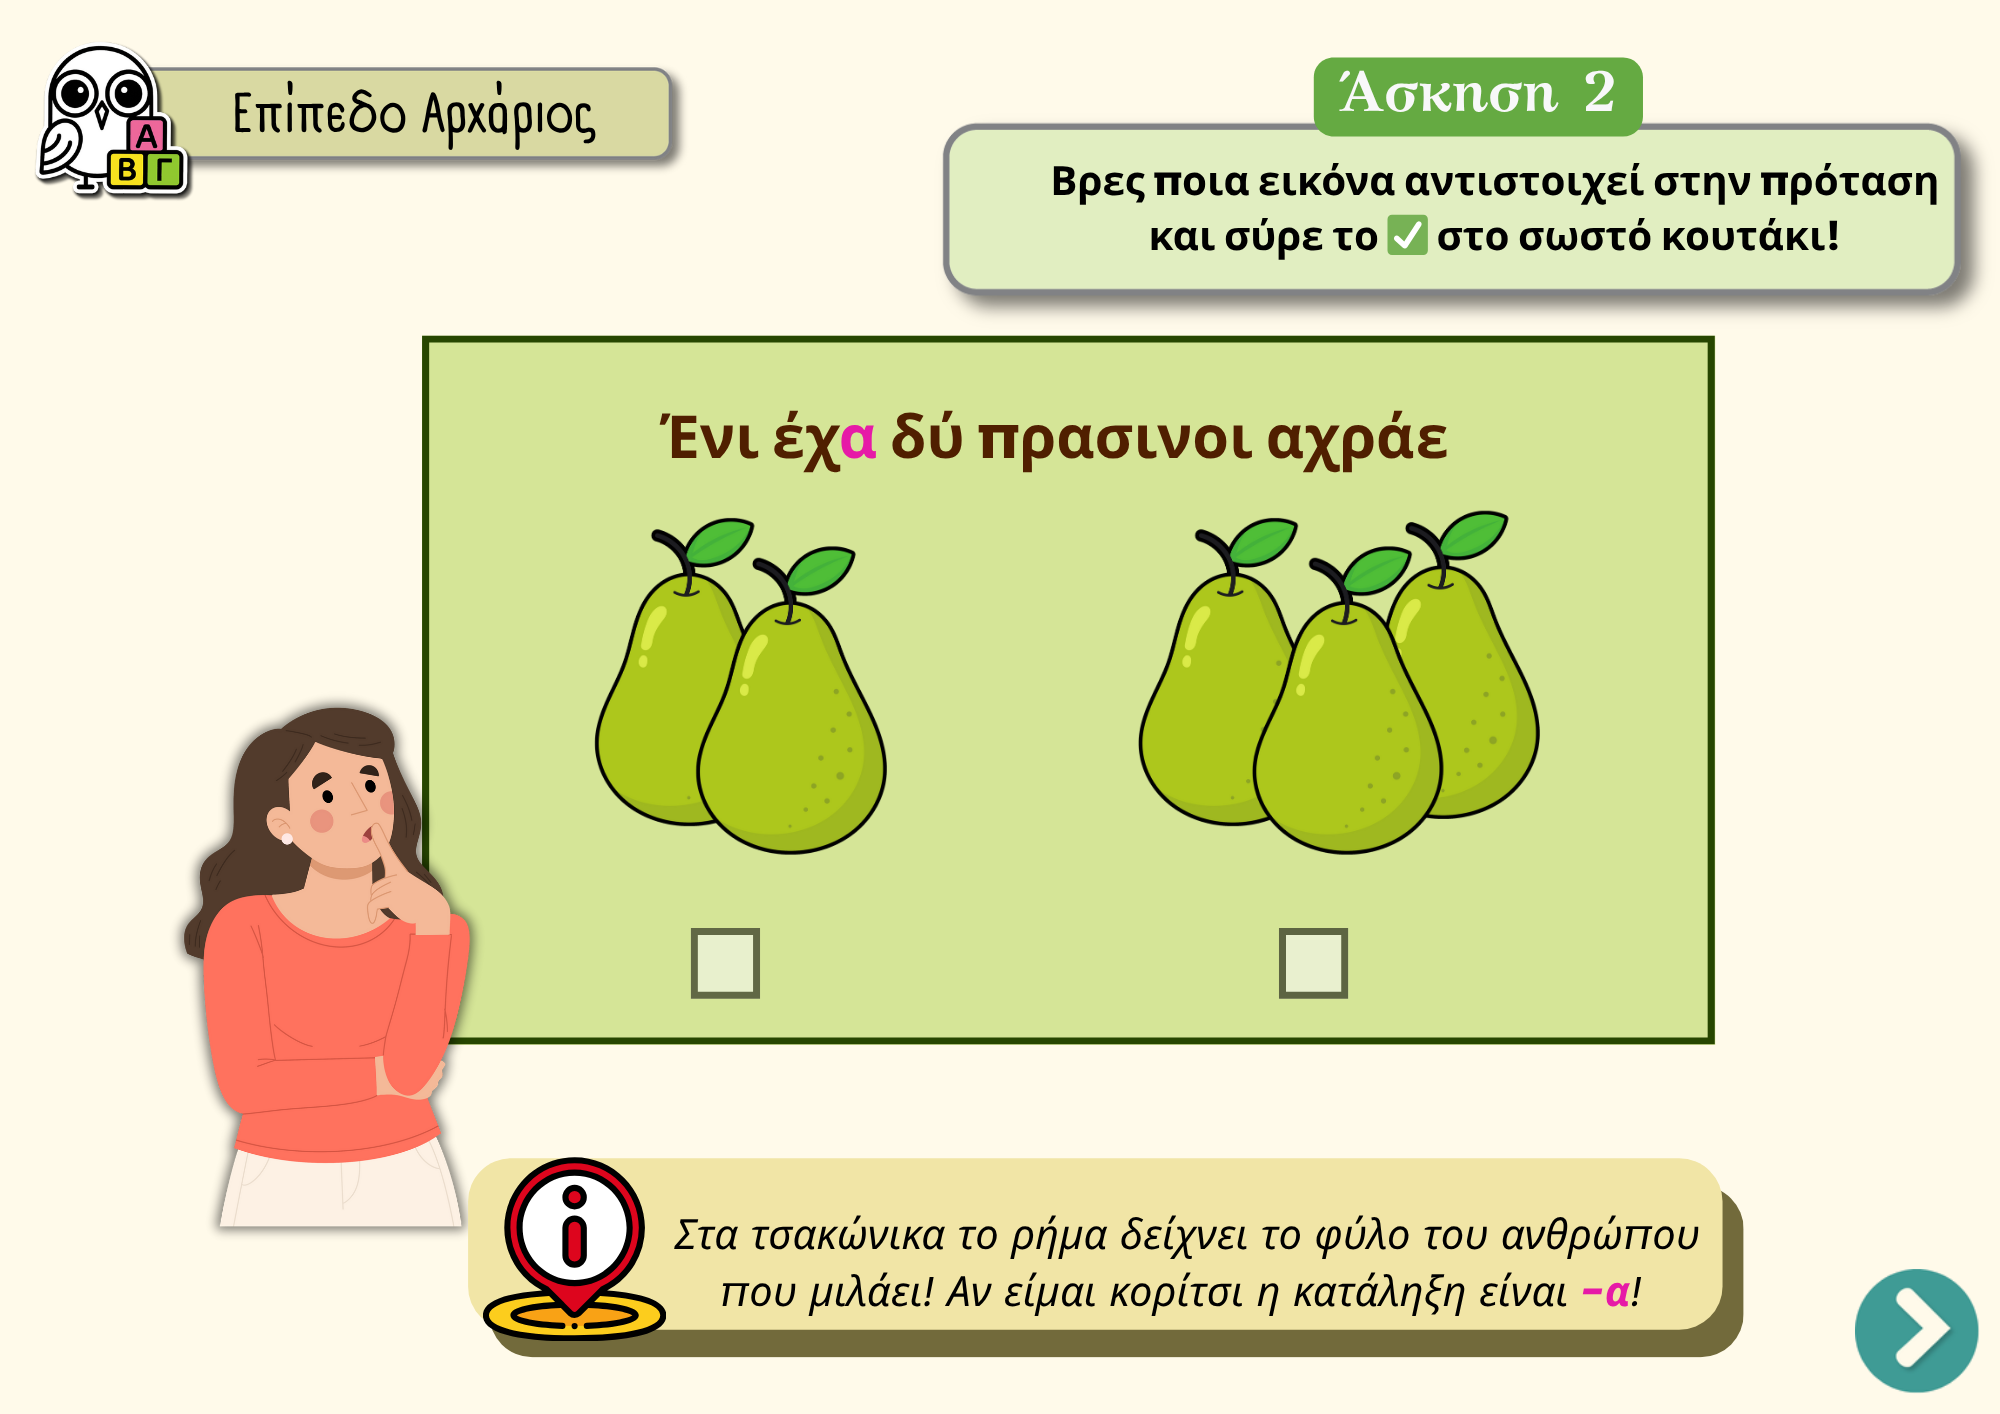 Επίπεδο Αρχάριος
Α
Β Γ
Άσκηση 2
Βρες ποια εικόνα αντιστοιχεί στην πρόταση
και σύρε το ✅ στο σωστό κουτάκι!
Ένι έχα δύ πρασινοι αχράε
Στα τσακώνικα το ρήμα δείχνει το φύλο του ανθρώπου
που μιλάει! Αν είμαι κορίτσι η κατάληξη είναι –α!